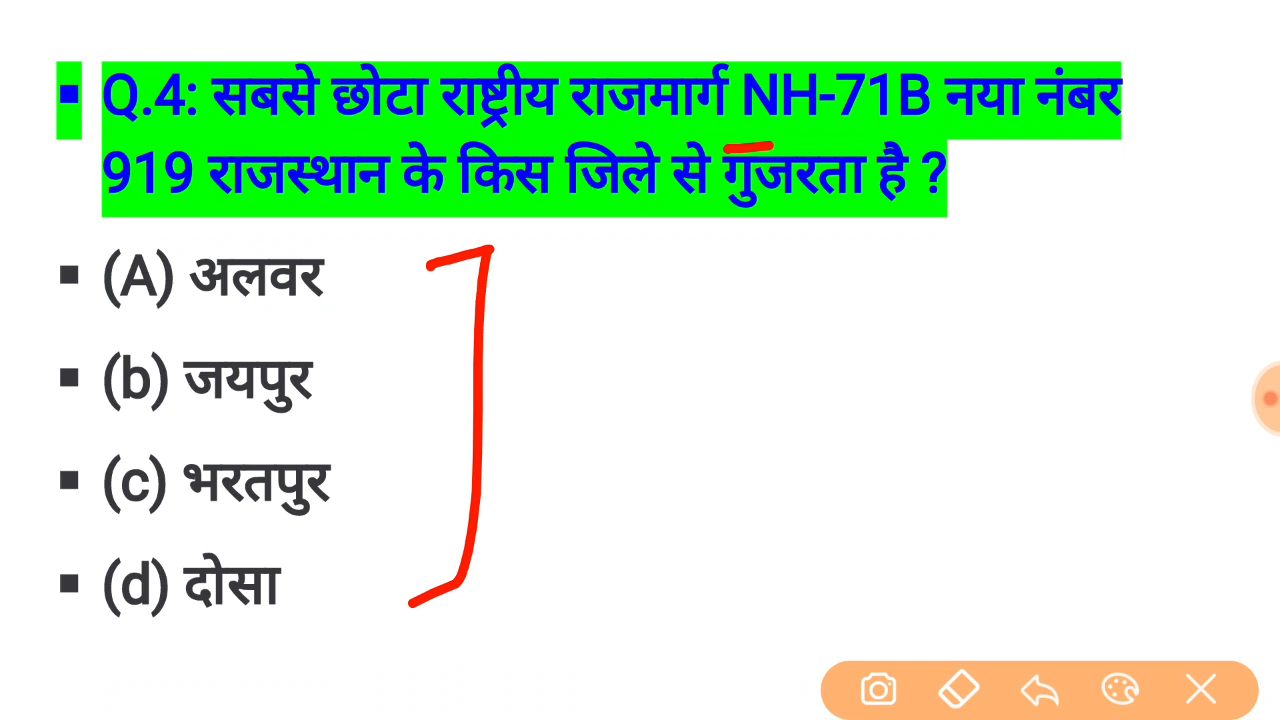 Q.4: सबसे छोटा राष्ट्रीय राजमार्ग NH-71B नया नंबर
919 राजस्थान के किस जिले से गुजरता है ?
(A) अलवर
(b) जयपुर
(c) भरतपुर
(d) दोसा